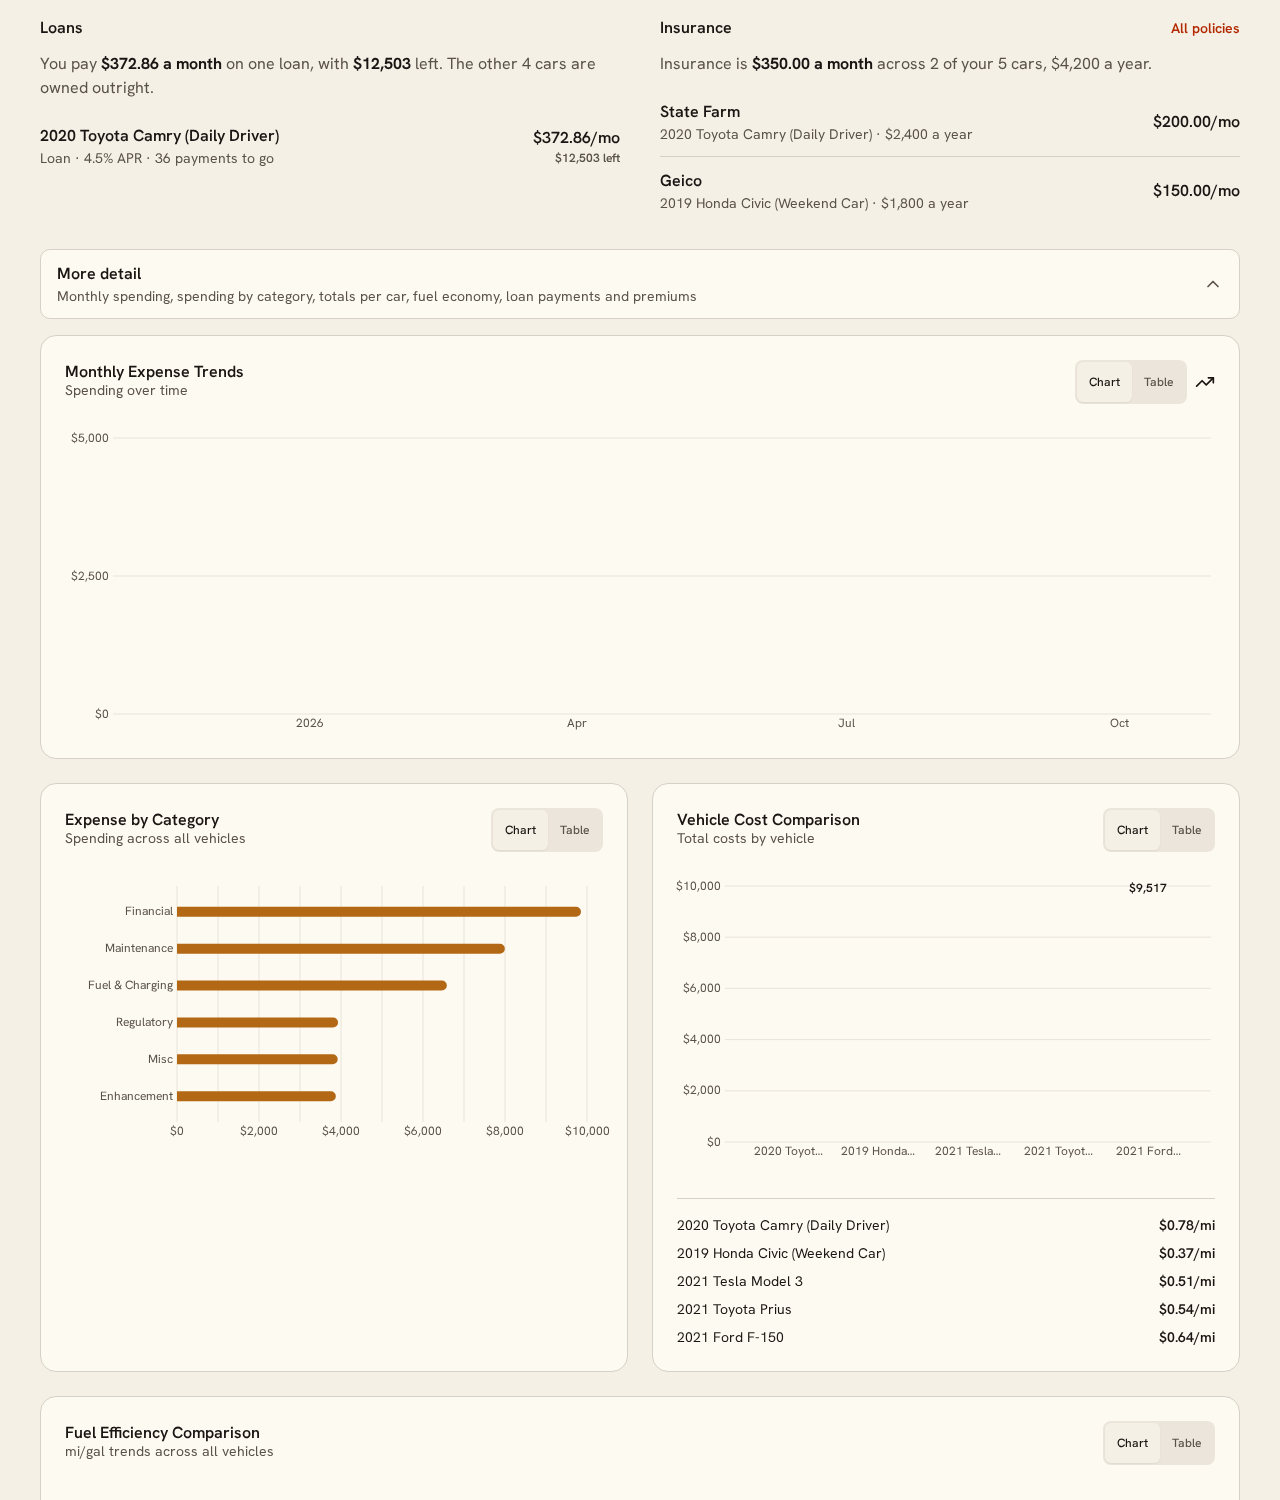 Loans
You pay $372.86 a month on one loan, with $12,503 left. The other 4 cars are
owned outright.
2020 Toyota Camry (Daily Driver)
$372.86/mo
Loan · 4.5% APR · 36 payments to go
$12,503 left
Insurance
All policies
Insurance is $350.00 a month across 2 of your 5 cars, $4,200 a year.
State Farm
$200.00/mo
2020 Toyota Camry (Daily Driver) · $2,400 a year
Geico
$150.00/mo
2019 Honda Civic (Weekend Car) · $1,800 a year
More detail
Monthly spending, spending by category, totals per car, fuel economy, loan payments and premiums
Monthly Expense Trends
Spending over time
Chart
Table
$5,000
$2,500
$0
2026
Apr
Jul
Oct
Expense by Category
Spending across all vehicles
Chart
Table
Financial
Maintenance
Fuel & Charging
Regulatory
Misc
Enhancement
$0
$2,000
$4,000
$6,000
$8,000
$10,000
Vehicle Cost Comparison
Total costs by vehicle
Chart
Table
$10,000
$9,517
$8,000
$6,000
$4,000
$2,000
$0
2020 Toyot...
2019 Honda...
2021 Tesla...
2021 Toyot...
2021 Ford...
2020 Toyota Camry (Daily Driver)
$0.78/mi
2019 Honda Civic (Weekend Car)
$0.37/mi
2021 Tesla Model 3
$0.51/mi
2021 Toyota Prius
$0.54/mi
2021 Ford F-150
$0.64/mi
Fuel Efficiency Comparison
mi/gal trends across all vehicles
Chart
Table